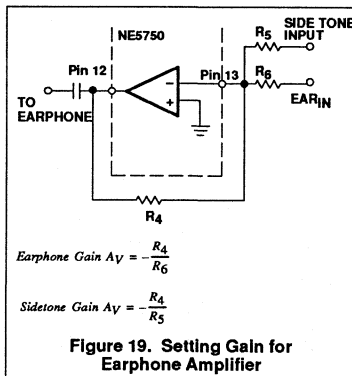 SIDE TONE
INPUT
NE5750
R5
Pin 12
Pin 13
R6
TO
EARPHONE
EARIN
−
+
R4
Earphone Gain AV = − R4 / R6
Sidetone Gain AV = − R4 / R5
Figure 19. Setting Gain for
Earphone Amplifier